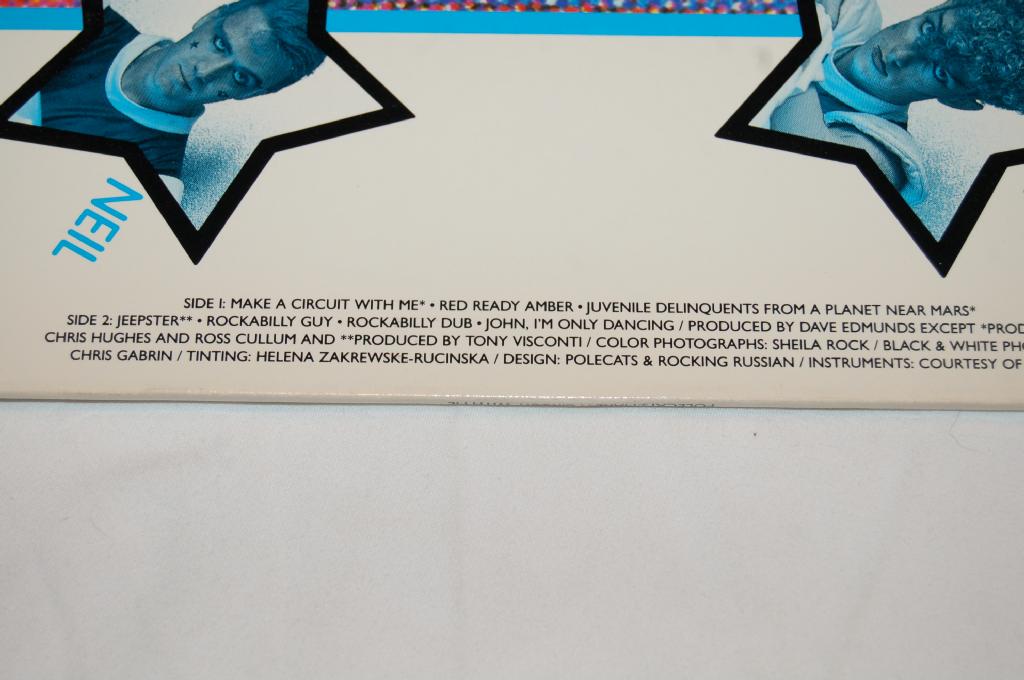 NEIL
SIDE 1: MAKE A CIRCUIT WITH ME* • RED READY AMBER • JUVENILE DELINQUENTS FROM A PLANET NEAR MARS*
SIDE 2: JEEPSTER** • ROCKABILLY GUY • ROCKABILLY DUB • JOHN, I'M ONLY DANCING / PRODUCED BY DAVE EDMUNDS EXCEPT *PROD
CHRIS HUGHES AND ROSS CULLUM AND **PRODUCED BY TONY VISCONTI / COLOR PHOTOGRAPHS: SHEILA ROCK / BLACK & WHITE PHO
CHRIS GABRIN / TINTING: HELENA ZAKREWSKE-RUCINSKA / DESIGN: POLECATS & ROCKING RUSSIAN / INSTRUMENTS: COURTESY OF